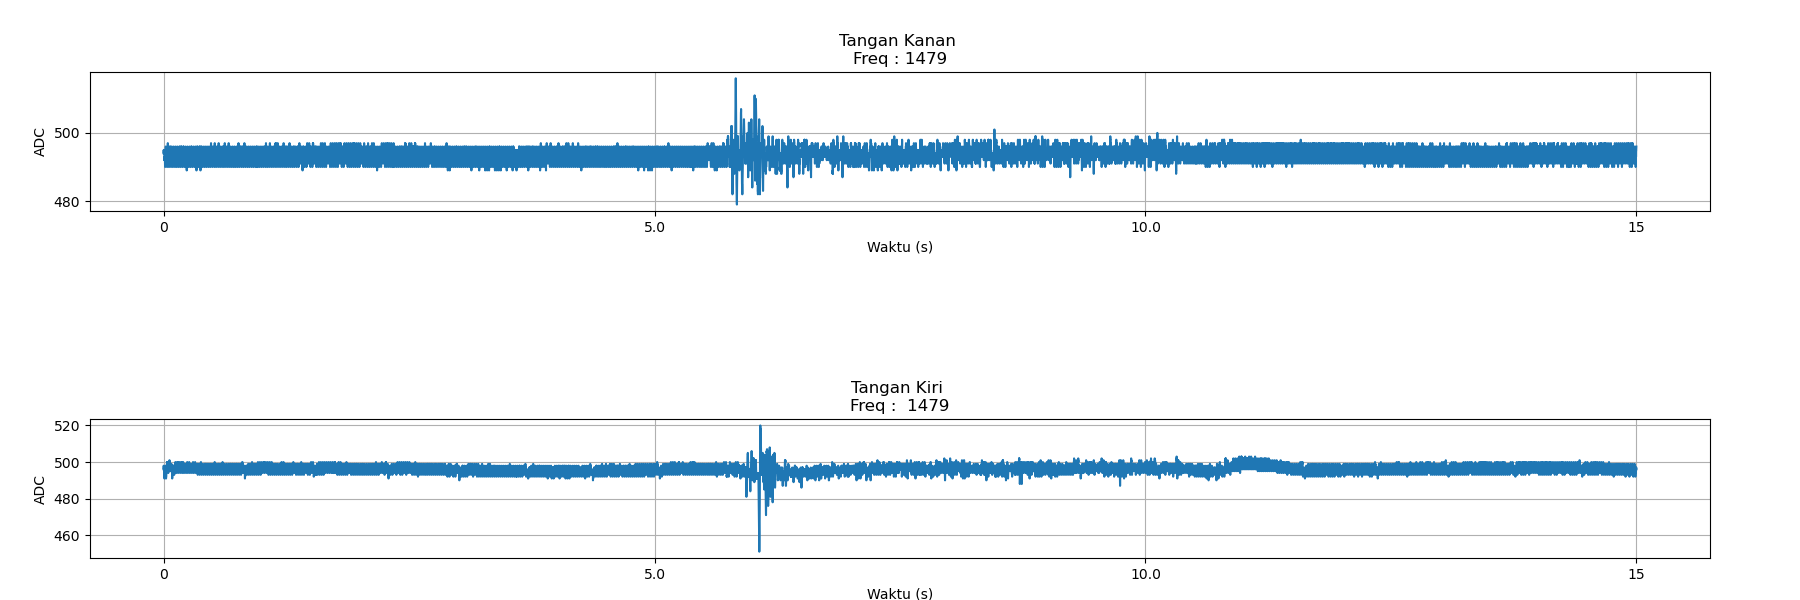 Tangan Kanan
Freq : 1479
ADC
500
480
0 5.0 10.0 15
Waktu (s)
Tangan Kiri
Freq :  1479
ADC
520
500
480
460
0 5.0 10.0 15
Waktu (s)